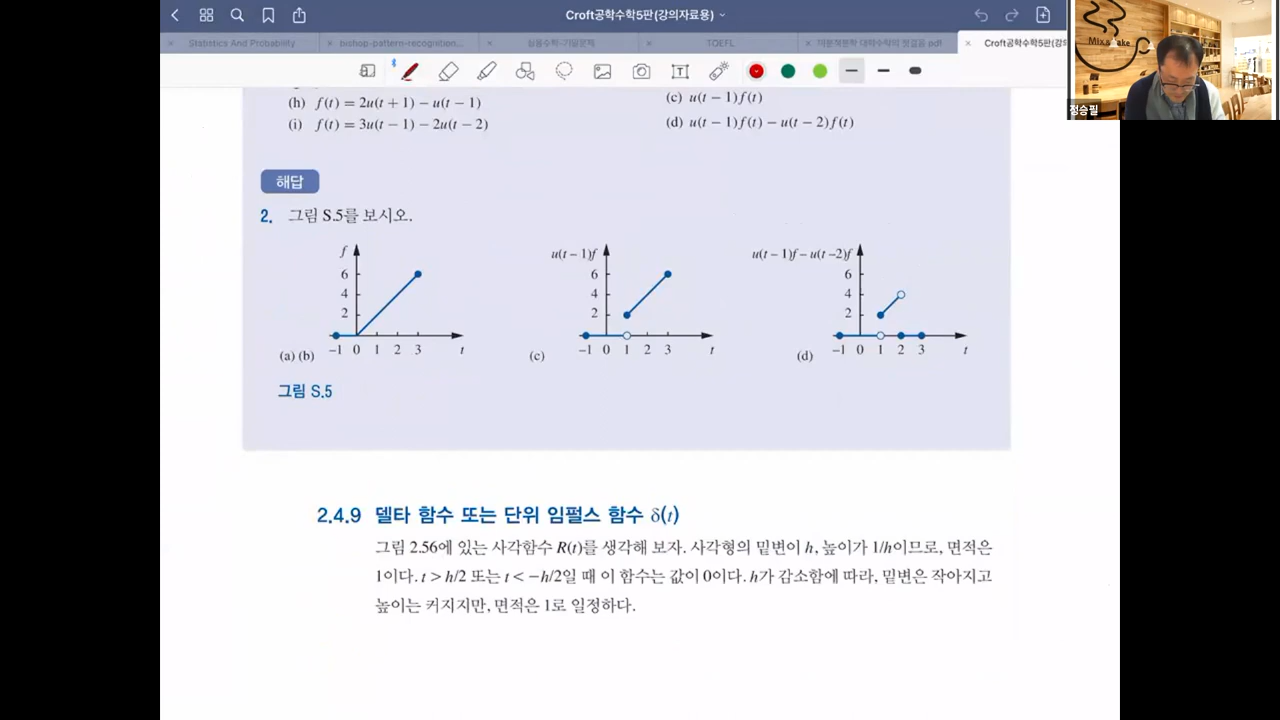 Croft공학수학5판(강의자료용)
Statistics And Probability
bishop-pattern-recognition...
TOEFL
Croft공학수학5판(강의
정승필
(h) f(t) = 2u(t + 1) − u(t − 1)
(i) f(t) = 3u(t − 1) − 2u(t − 2)
(c) u(t − 1)f(t)
(d) u(t − 1)f(t) − u(t − 2)f(t)
해답
2. 그림 S.5를 보시오.
f
6
4
2
−1 0 1 2 3 t
(a) (b)
u(t − 1)f
6
4
2
−1 0 1 2 3 t
(c)
u(t − 1)f − u(t −2)f
6
4
2
−1 0 1 2 3 t
(d)
그림 S.5
2.4.9 델타 함수 또는 단위 임펄스 함수 δ(t)
그림 2.56에 있는 사각함수 R(t)를 생각해 보자. 사각형의 밑변이 h, 높이가 1/h이므로, 면적은
1이다. t > h/2 또는 t < −h/2일 때 이 함수는 값이 0이다. h가 감소함에 따라, 밑변은 작아지고
높이는 커지지만, 면적은 1로 일정하다.